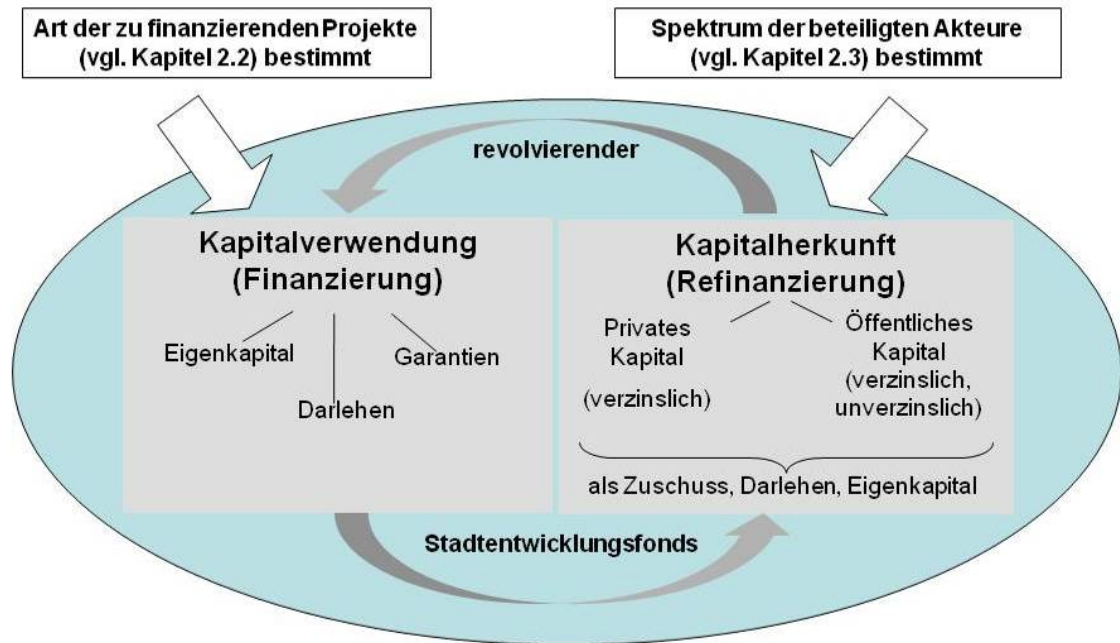 Art der zu finanzierenden Projekte
(vgl. Kapitel 2.2) bestimmt
Spektrum der beteiligten Akteure
(vgl. Kapitel 2.3) bestimmt
revolvierender
Kapitalverwendung
(Finanzierung)
Eigenkapital
Garantien
Darlehen
Kapitalherkunft
(Refinanzierung)
Privates
Kapital
(verzinslich)
Öffentliches
Kapital
(verzinslich,
unverzinslich)
als Zuschuss, Darlehen, Eigenkapital
Stadtentwicklungsfonds